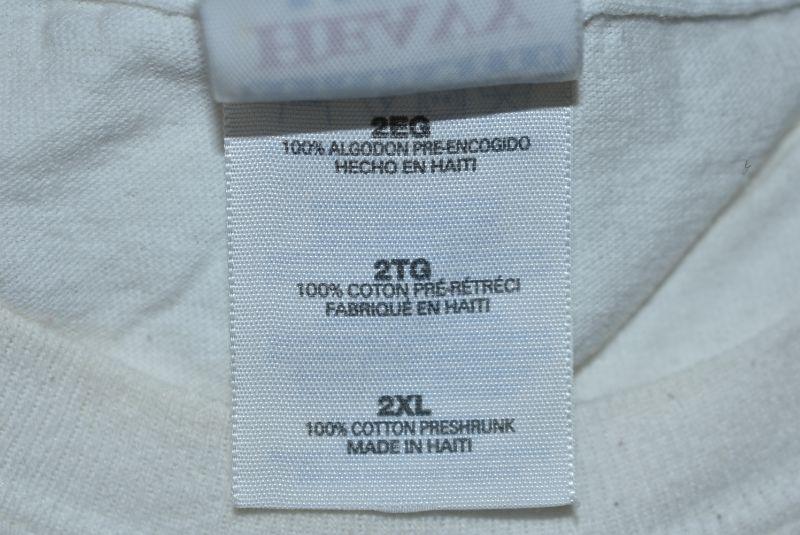 HEVAY
2EG
100% ALGODON PRE-ENCOGIDO
HECHO EN HAITI
2TG
100% COTON PRÉ-RÉTRÉCI
FABRIQUÉ EN HAITI
2XL
100% COTTON PRESHRUNK
MADE IN HAITI